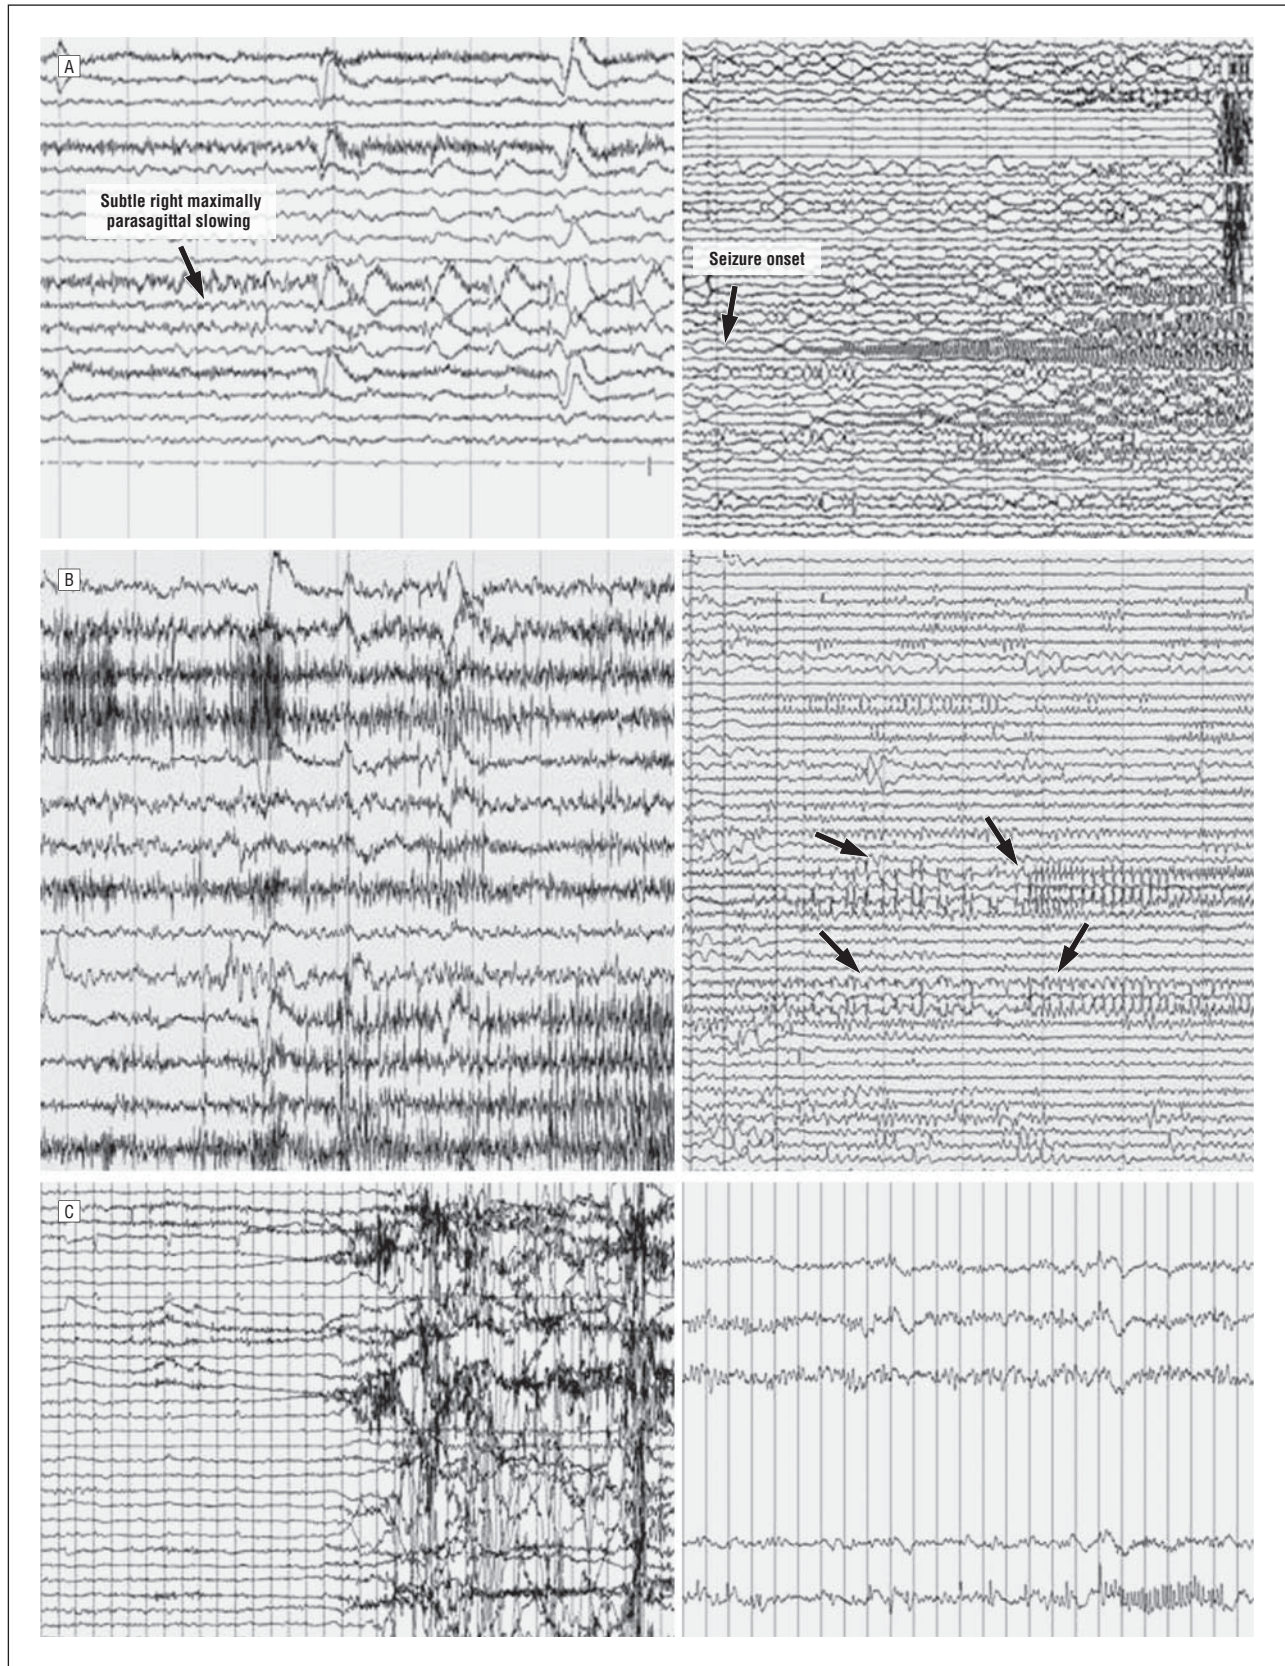 A
Subtle right maximally
parasagittal slowing
Seizure onset
B
C